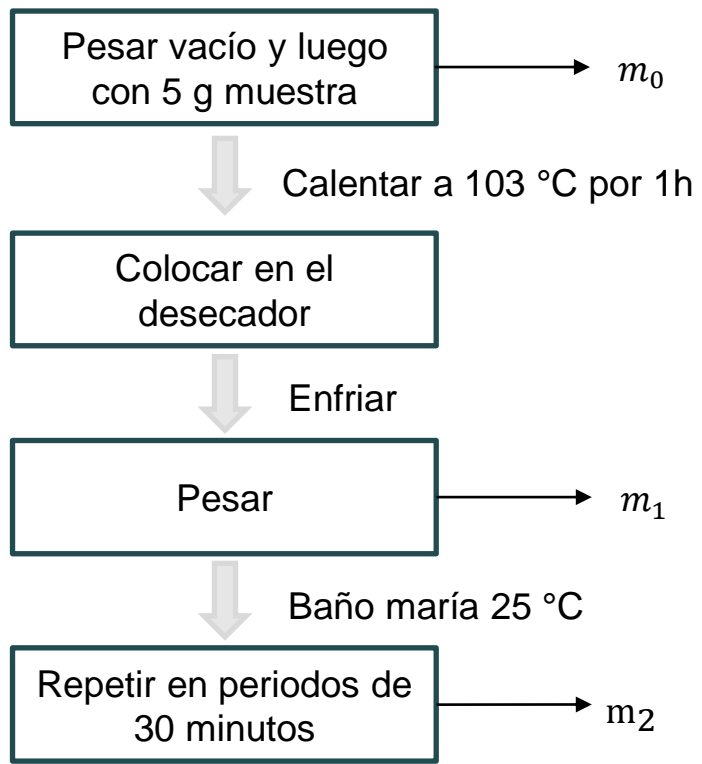 Pesar vacío y luego
con 5 g muestra
m₀
Calentar a 103 °C por 1h
Colocar en el
desecador
Enfriar
Pesar
m₁
Baño maría 25 °C
Repetir en periodos de
30 minutos
m₂